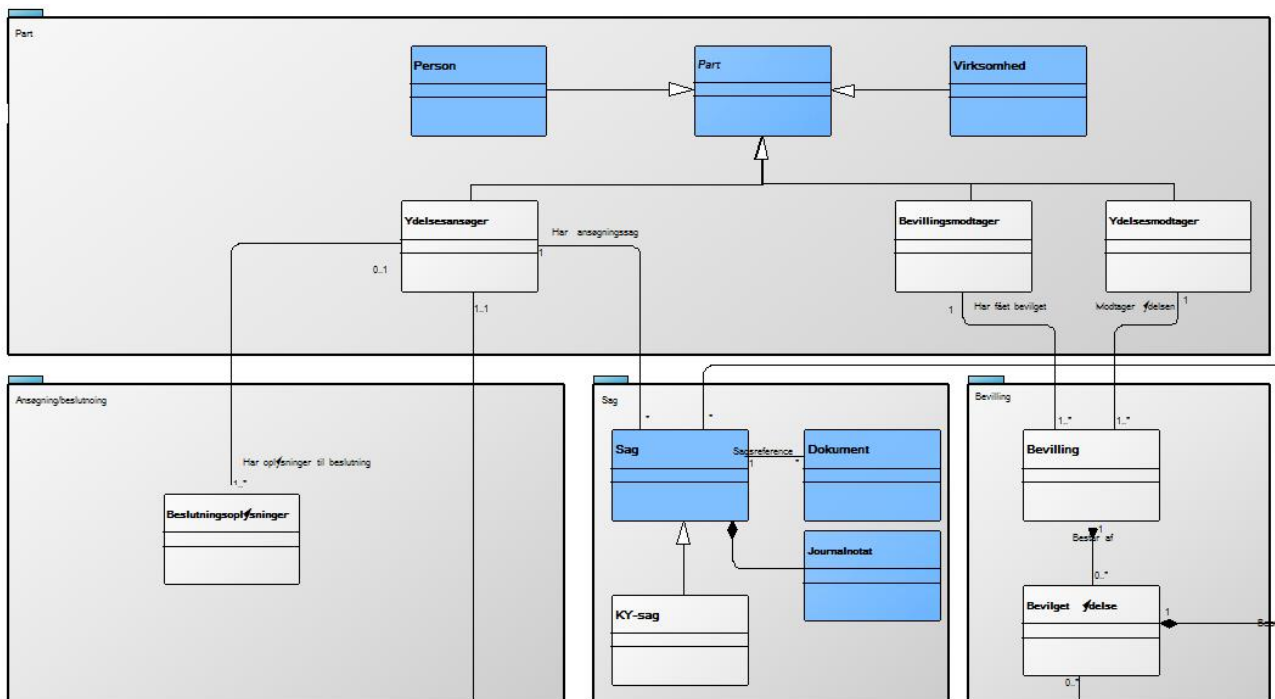 Part
Person
Part
Virksomhed
Ydelsesansøger
Bevillingsmodtager
Ydelsesmodtager
Har ansøgningssag
1
0..1
1..1
1
Har fået bevilget
Modtager ydelsen
1
Ansøgning/beslutnoing
Sag
Bevilling
*
*
1..*
1..*
Sag
Sagsreference
1
*
Dokument
Bevilling
Har oplysninger til beslutning
1..*
Beslutningsoplysninger
1
Består af
Journalnotat
0..*
KY-sag
Bevilget ydelse
1
0..*